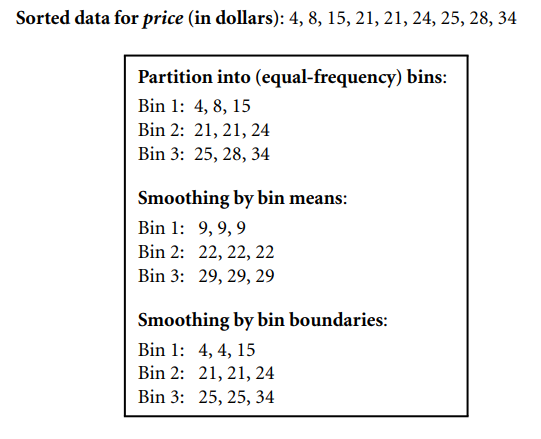 Sorted data for price (in dollars): 4, 8, 15, 21, 21, 24, 25, 28, 34
Partition into (equal-frequency) bins:
Bin 1: 4, 8, 15
Bin 2: 21, 21, 24
Bin 3: 25, 28, 34
Smoothing by bin means:
Bin 1: 9, 9, 9
Bin 2: 22, 22, 22
Bin 3: 29, 29, 29
Smoothing by bin boundaries:
Bin 1: 4, 4, 15
Bin 2: 21, 21, 24
Bin 3: 25, 25, 34